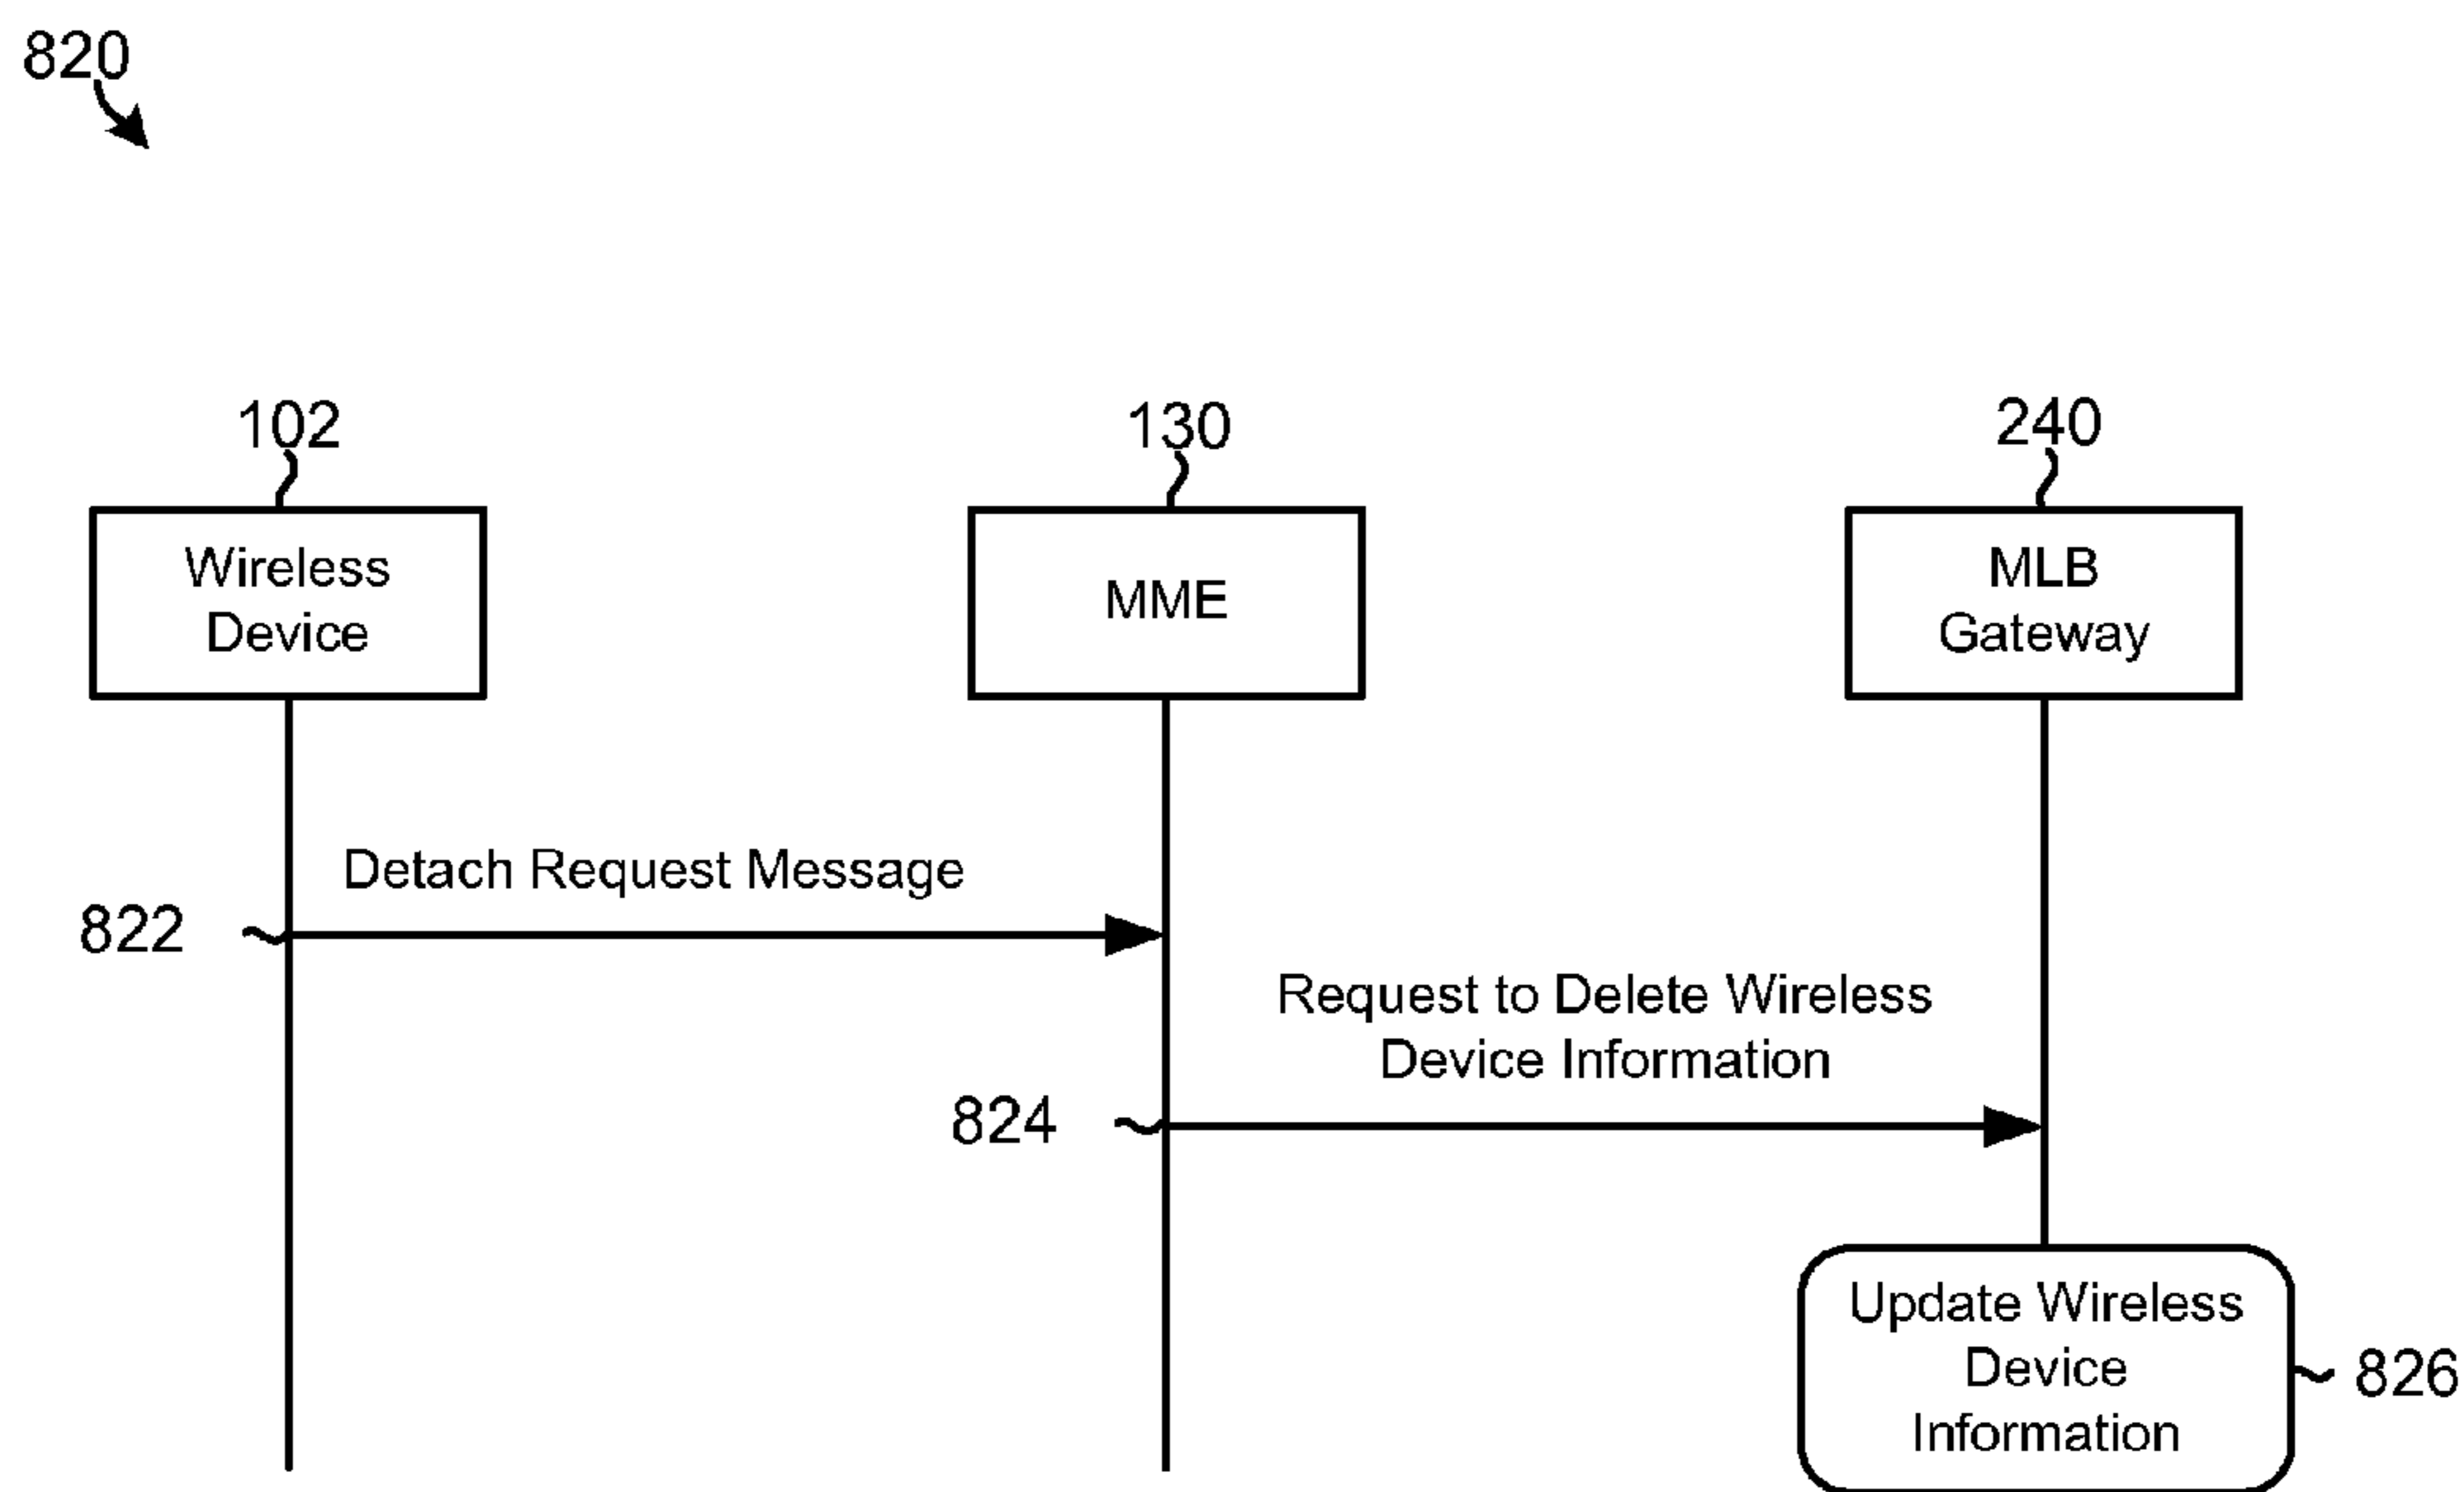 820
102
130
240
Wireless
Device
MME
MLB
Gateway
Detach Request Message
822
Request to Delete Wireless
Device Information
824
Update Wireless
Device
Information
826